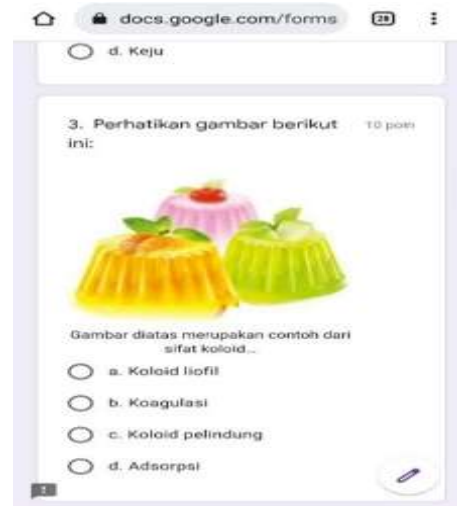 docs.google.com/forms
28
d. Keju
3. Perhatikan gambar berikut
10 poin
ini:
Gambar diatas merupakan contoh dari
sifat koloid...
a. Koloid liofil
b. Koagulasi
c. Koloid pelindung
d. Adsorpsi